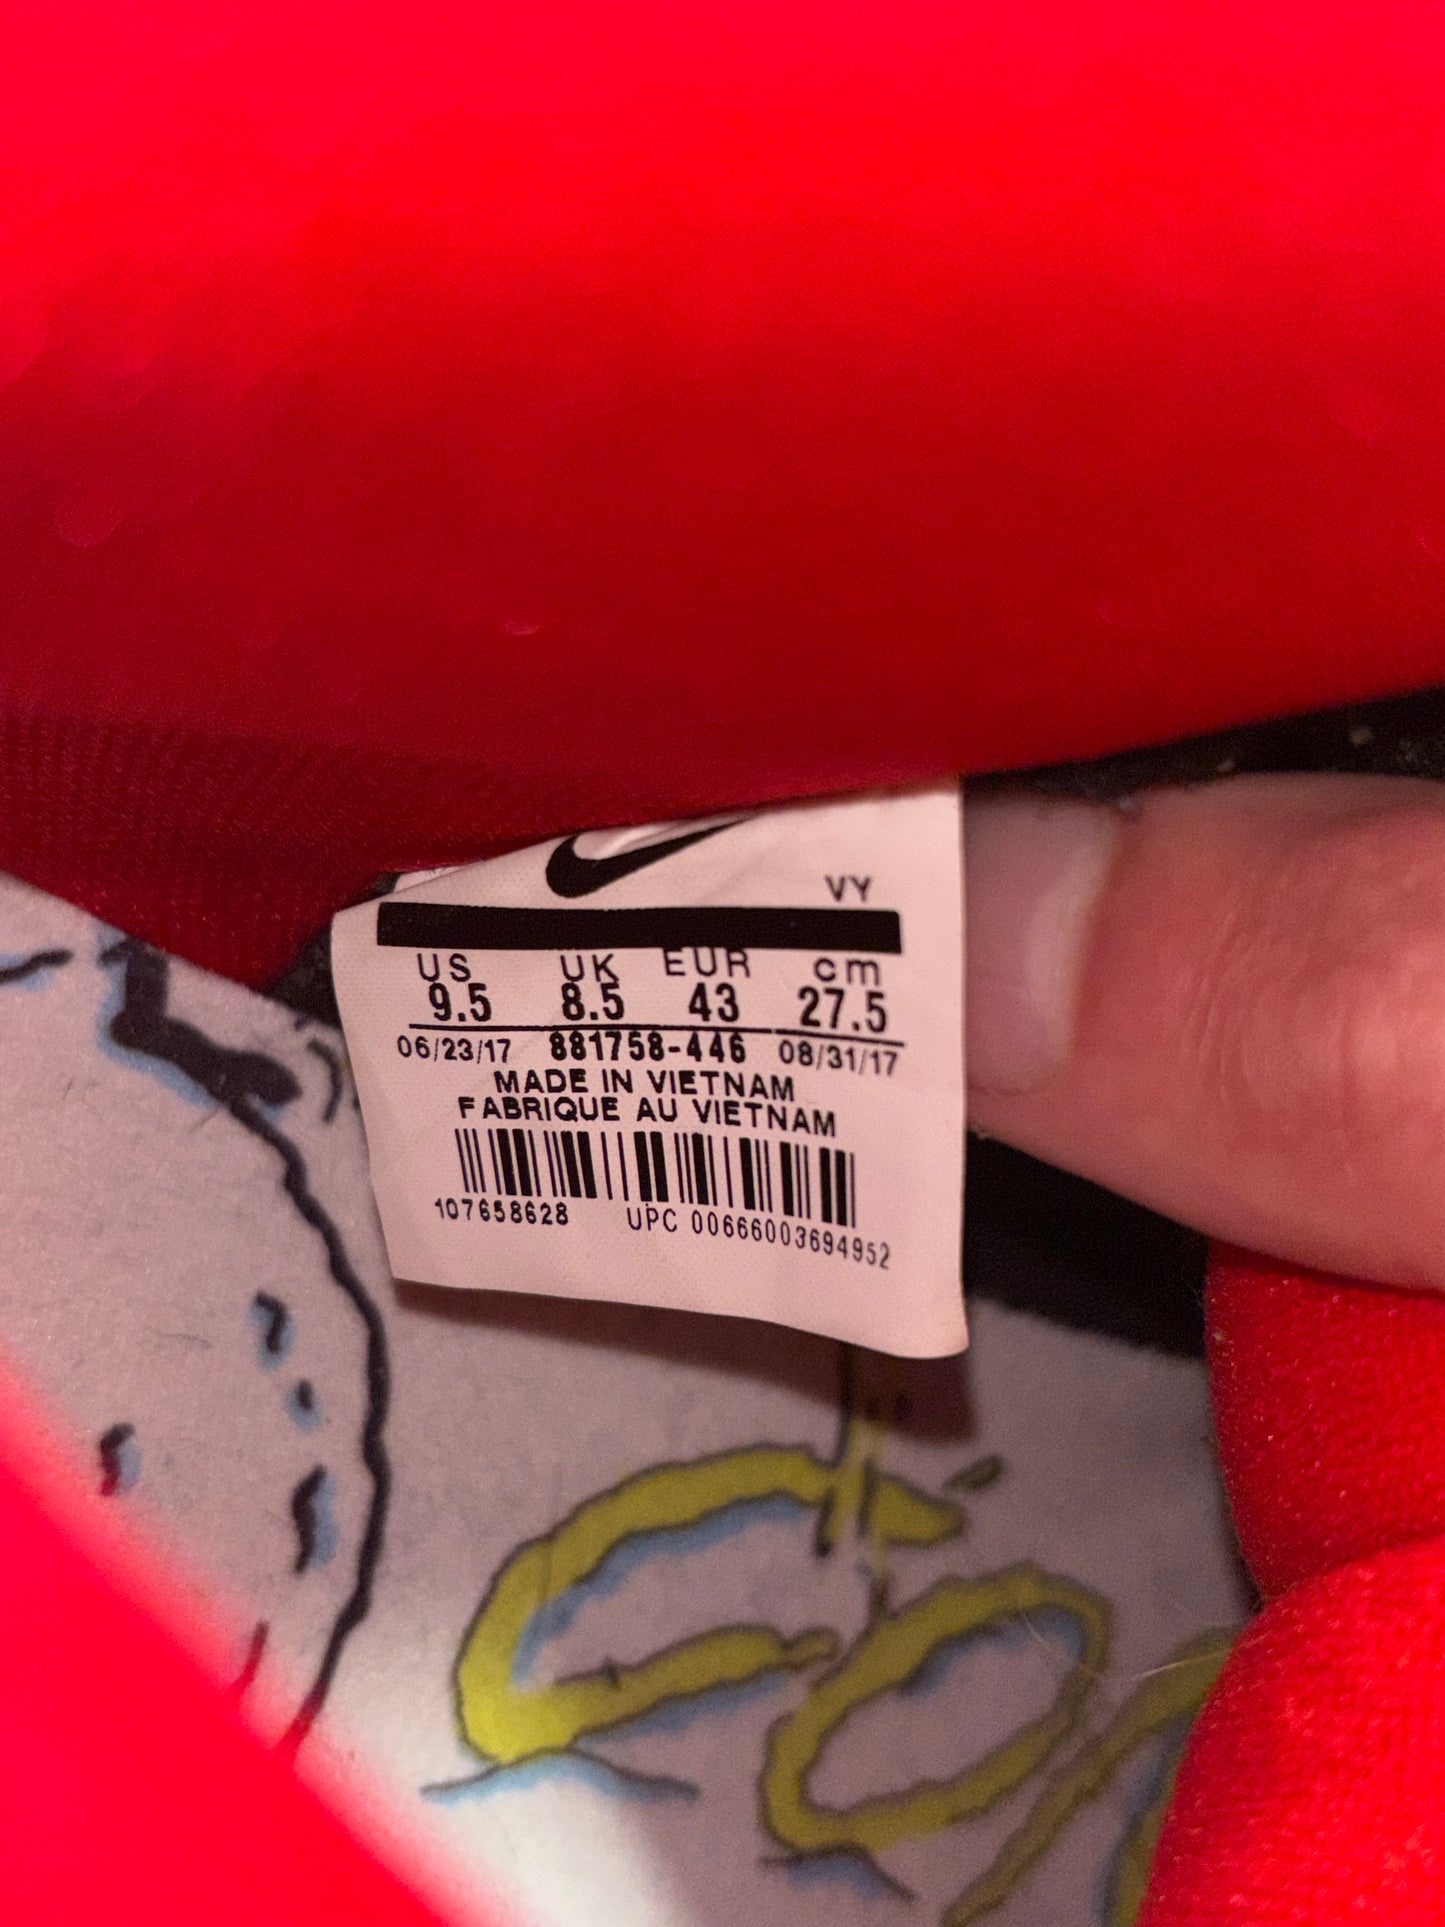 VY
US UK EUR cm
9.5 8.5 43 27.5
06/23/17 881758-446 08/31/17
MADE IN VIETNAM
FABRIQUE AU VIETNAM
107658628 UPC 00666003694952